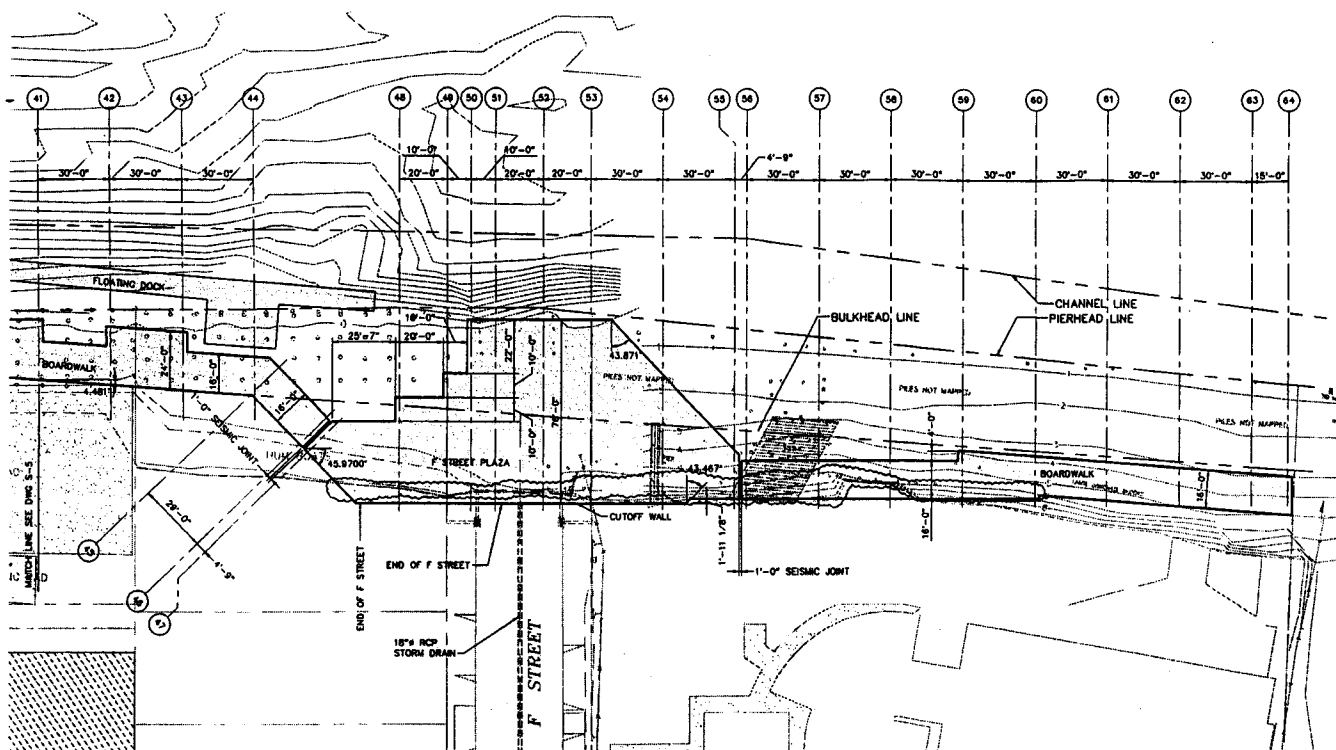 41 42 43 44 48 49 50 51 52 53 54 55 56 57 58 59 60 61 62 63 64
10'-0" 10'-0" 4'-9"
30'-0" 30'-0" 30'-0" 20'-0" 20'-0" 20'-0" 30'-0" 30'-0" 30'-0" 30'-0" 30'-0" 30'-0" 30'-0" 30'-0" 30'-0" 15'-0"
FLOATING DOCK
CHANNEL LINE
PIERHEAD LINE
BULKHEAD LINE
25'-7"
20'-0"
22'-0"
10'-0"
43.871
BOARDWALK
24'-0"
16'-0"
PILES NOT MAPPED
PILES NOT MAPPED
PILES NOT MAPPED
4.481
16'-0"
1'-0" SEISMIC JOINT
70'-0"
10'-0"
45.9700°
F STREET PLAZA
43.467°
BOARDWALK
16'-0"
MATCH LINE SEE DWG S-5
CUTOFF WALL
1'-11 1/8"
16'-0"
4'-9"
END OF F STREET
END OF F STREET
1'-0" SEISMIC JOINT
47
18"ø RCP
STORM DRAIN
F STREET